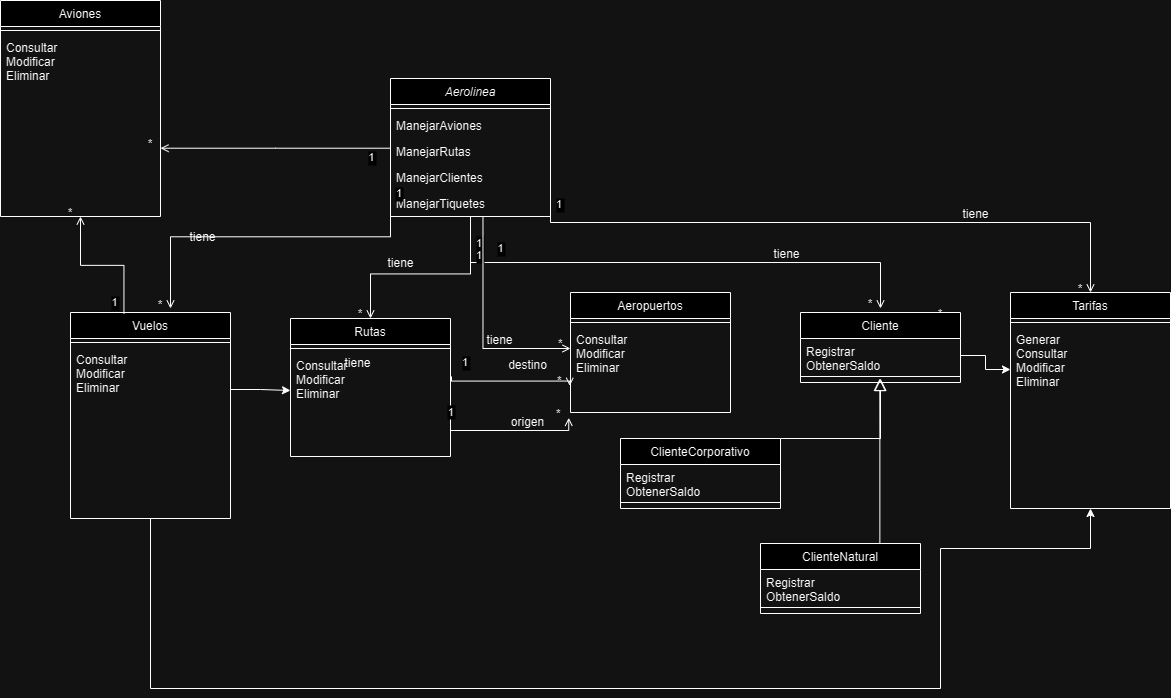 Aviones
Consultar
Modificar
Eliminar
*
*
Aerolinea
ManejarAviones
ManejarRutas
ManejarClientes
ManejarTiquetes
1
1
1
tiene
tiene
1
1
1
tiene
tiene
1
*
*
*
*
*
Vuelos
Consultar
Modificar
Eliminar
Rutas
Consultar
Modificar
Eliminar
tiene
tiene
*
1
destino
*
1
origen
*
Aeropuertos
Consultar
Modificar
Eliminar
Cliente
Registrar
ObtenerSaldo
Tarifas
Generar
Consultar
Modificar
Eliminar
ClienteCorporativo
Registrar
ObtenerSaldo
ClienteNatural
Registrar
ObtenerSaldo